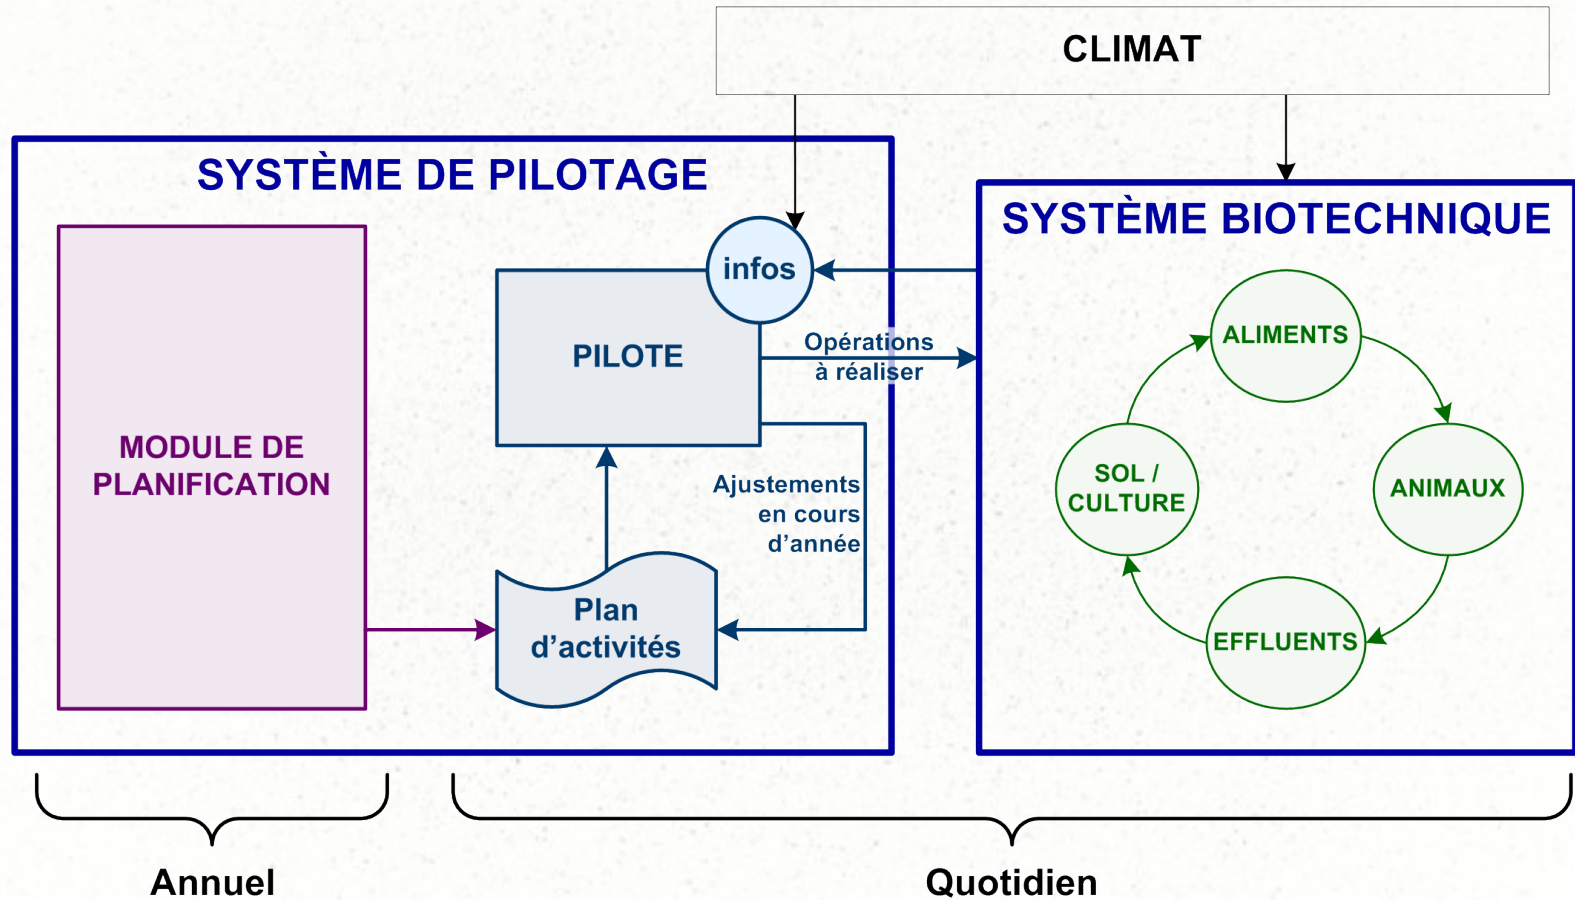 CLIMAT
SYSTÈME DE PILOTAGE
SYSTÈME BIOTECHNIQUE
infos
PILOTE
Opérations
à réaliser
MODULE DE
PLANIFICATION
Ajustements
en cours
d’année
Plan
d’activités
ALIMENTS
ANIMAUX
EFFLUENTS
SOL /
CULTURE
Annuel
Quotidien